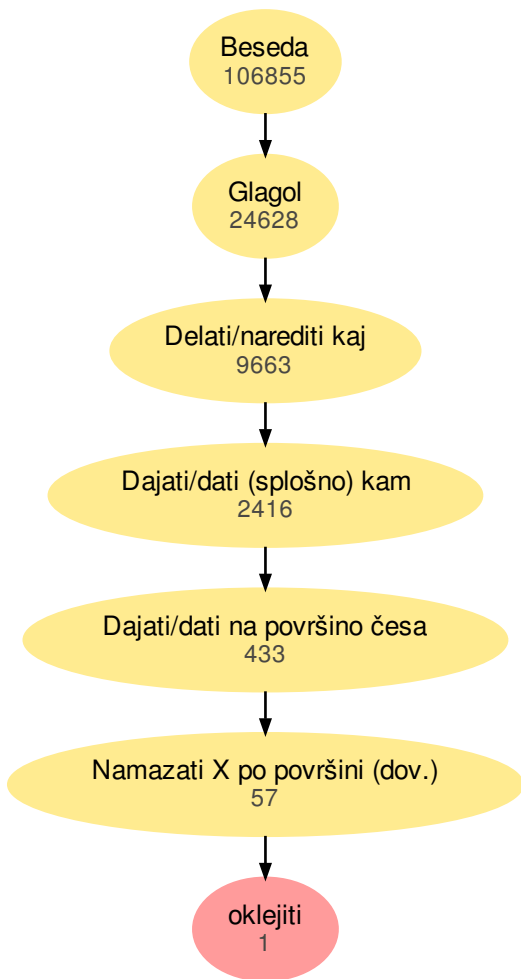 Beseda
106855
Glagol
24628
Delati/narediti kaj
9663
Dajati/dati (splošno) kam
2416
Dajati/dati na površino česa
433
Namazati X po površini (dov.)
57
oklejiti
1